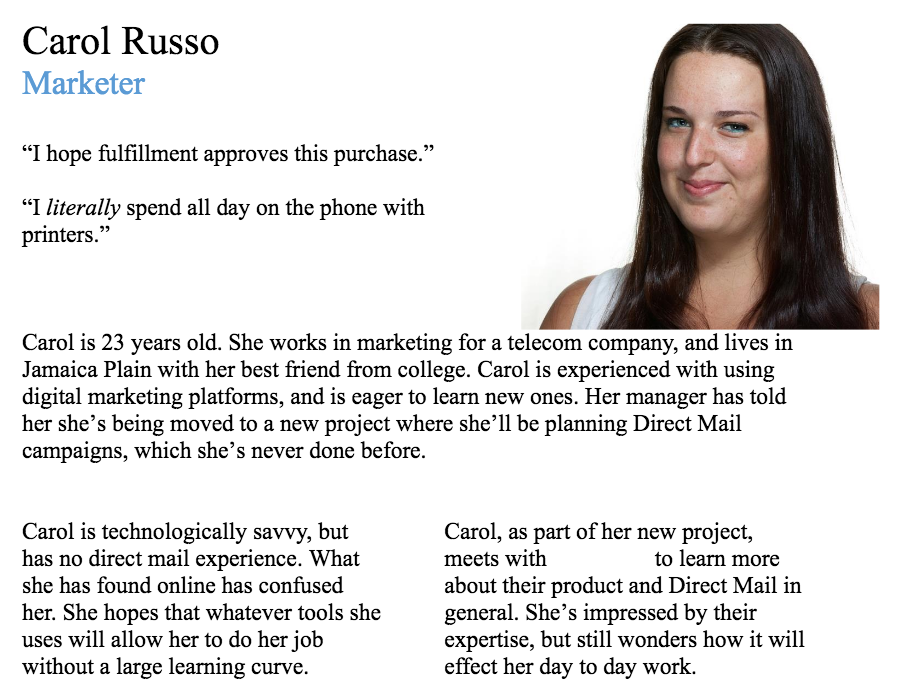 Carol Russo
Marketer
“I hope fulfillment approves this purchase.”
“I literally spend all day on the phone with
printers.”
Carol is 23 years old. She works in marketing for a telecom company, and lives in
Jamaica Plain with her best friend from college. Carol is experienced with using
digital marketing platforms, and is eager to learn new ones. Her manager has told
her she’s being moved to a new project where she’ll be planning Direct Mail
campaigns, which she’s never done before.
Carol is technologically savvy, but
has no direct mail experience. What
she has found online has confused
her. She hopes that whatever tools she
uses will allow her to do her job
without a large learning curve.
Carol, as part of her new project,
meets with to learn more
about their product and Direct Mail in
general. She’s impressed by their
expertise, but still wonders how it will
effect her day to day work.